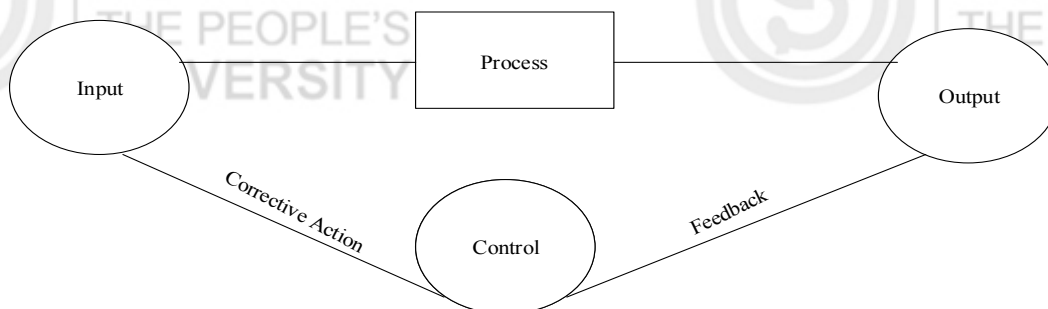 THE PEOPLE'S
VERSITY
THE
Input
Process
Output
Corrective Action
Feedback
Control